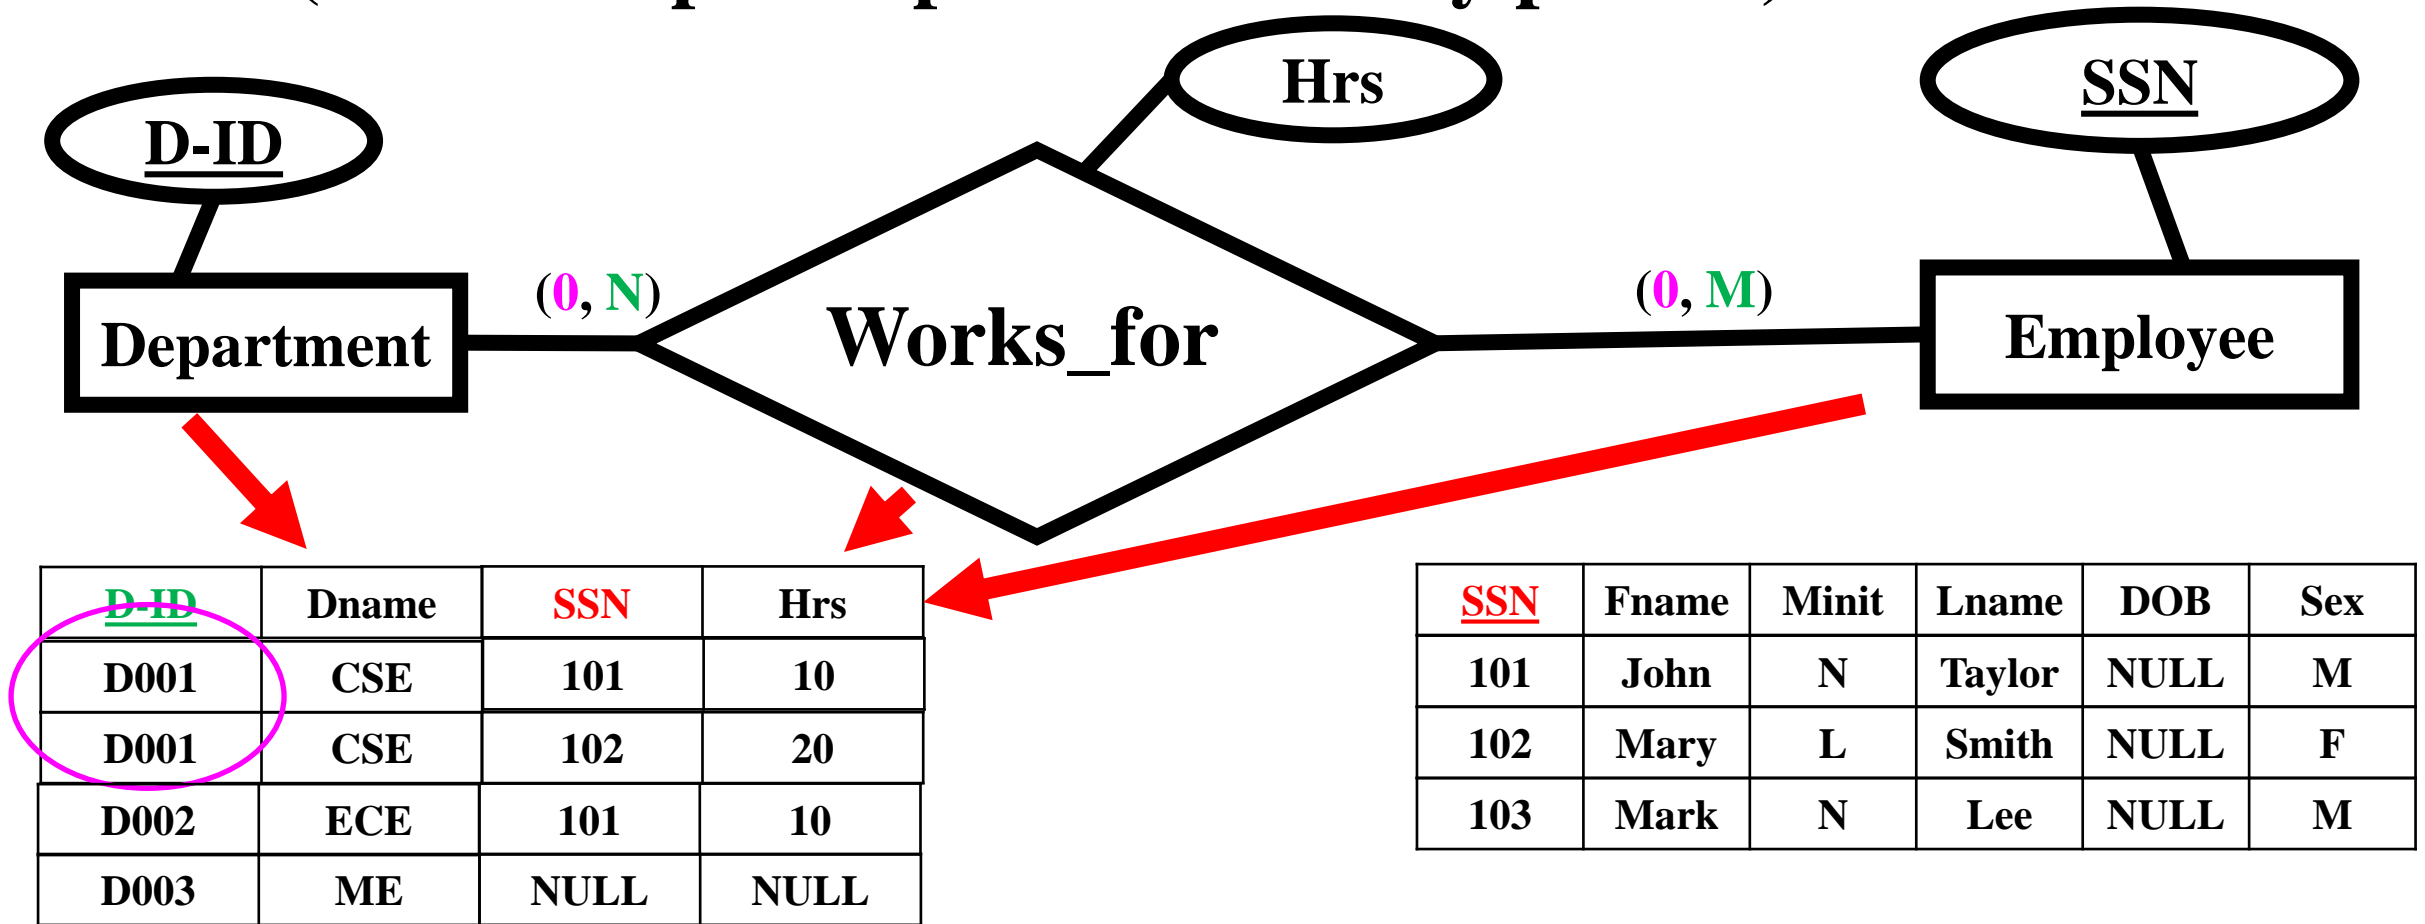 Hrs
SSN
D-ID
(0, N)
(0, M)
Department
Works_for
Employee
D-ID Dname SSN Hrs
D001 CSE 101 10
D001 CSE 102 20
D002 ECE 101 10
D003 ME NULL NULL
SSN Fname Minit Lname DOB Sex
101 John N Taylor NULL M
102 Mary L Smith NULL F
103 Mark N Lee NULL M